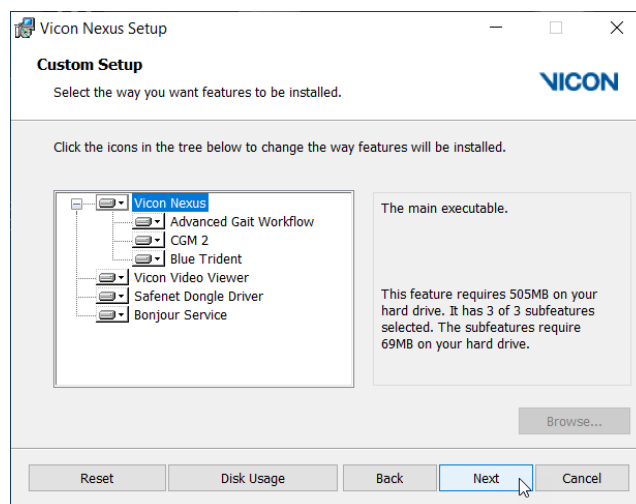 Vicon Nexus Setup
Custom Setup
Select the way you want features to be installed.
VICON
Click the icons in the tree below to change the way features will be installed.
Vicon Nexus
Advanced Gait Workflow
CGM 2
Blue Trident
Vicon Video Viewer
Safenet Dongle Driver
Bonjour Service
The main executable.
This feature requires 505MB on your
hard drive. It has 3 of 3 subfeatures
selected. The subfeatures require
69MB on your hard drive.
Browse...
Reset
Disk Usage
Back
Next
Cancel